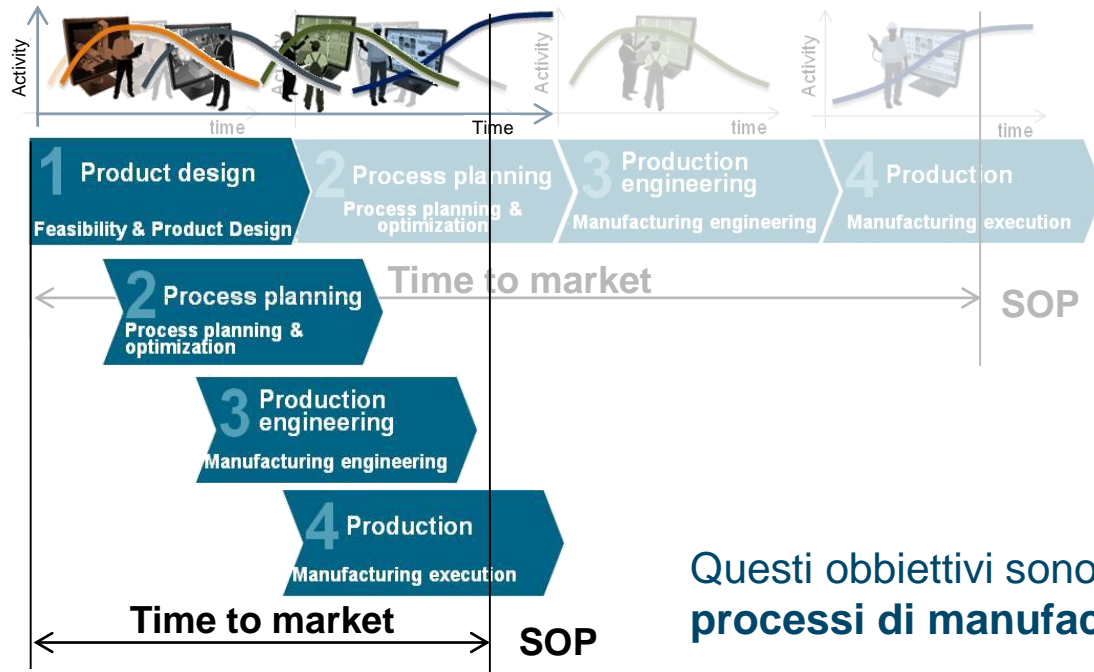 Activity
Activity
Activity
Activity
time
Time
time
time
1 Product design
Feasibility & Product Design
2 Process planning
Process planning &
optimization
3 Production
engineering
Manufacturing engineering
4 Production
Manufacturing execution
Time to market
SOP
2 Process planning
Process planning &
optimization
3 Production
engineering
Manufacturing engineering
4 Production
Manufacturing execution
Time to market
SOP
Questi obbiettivi sono
processi di manufac